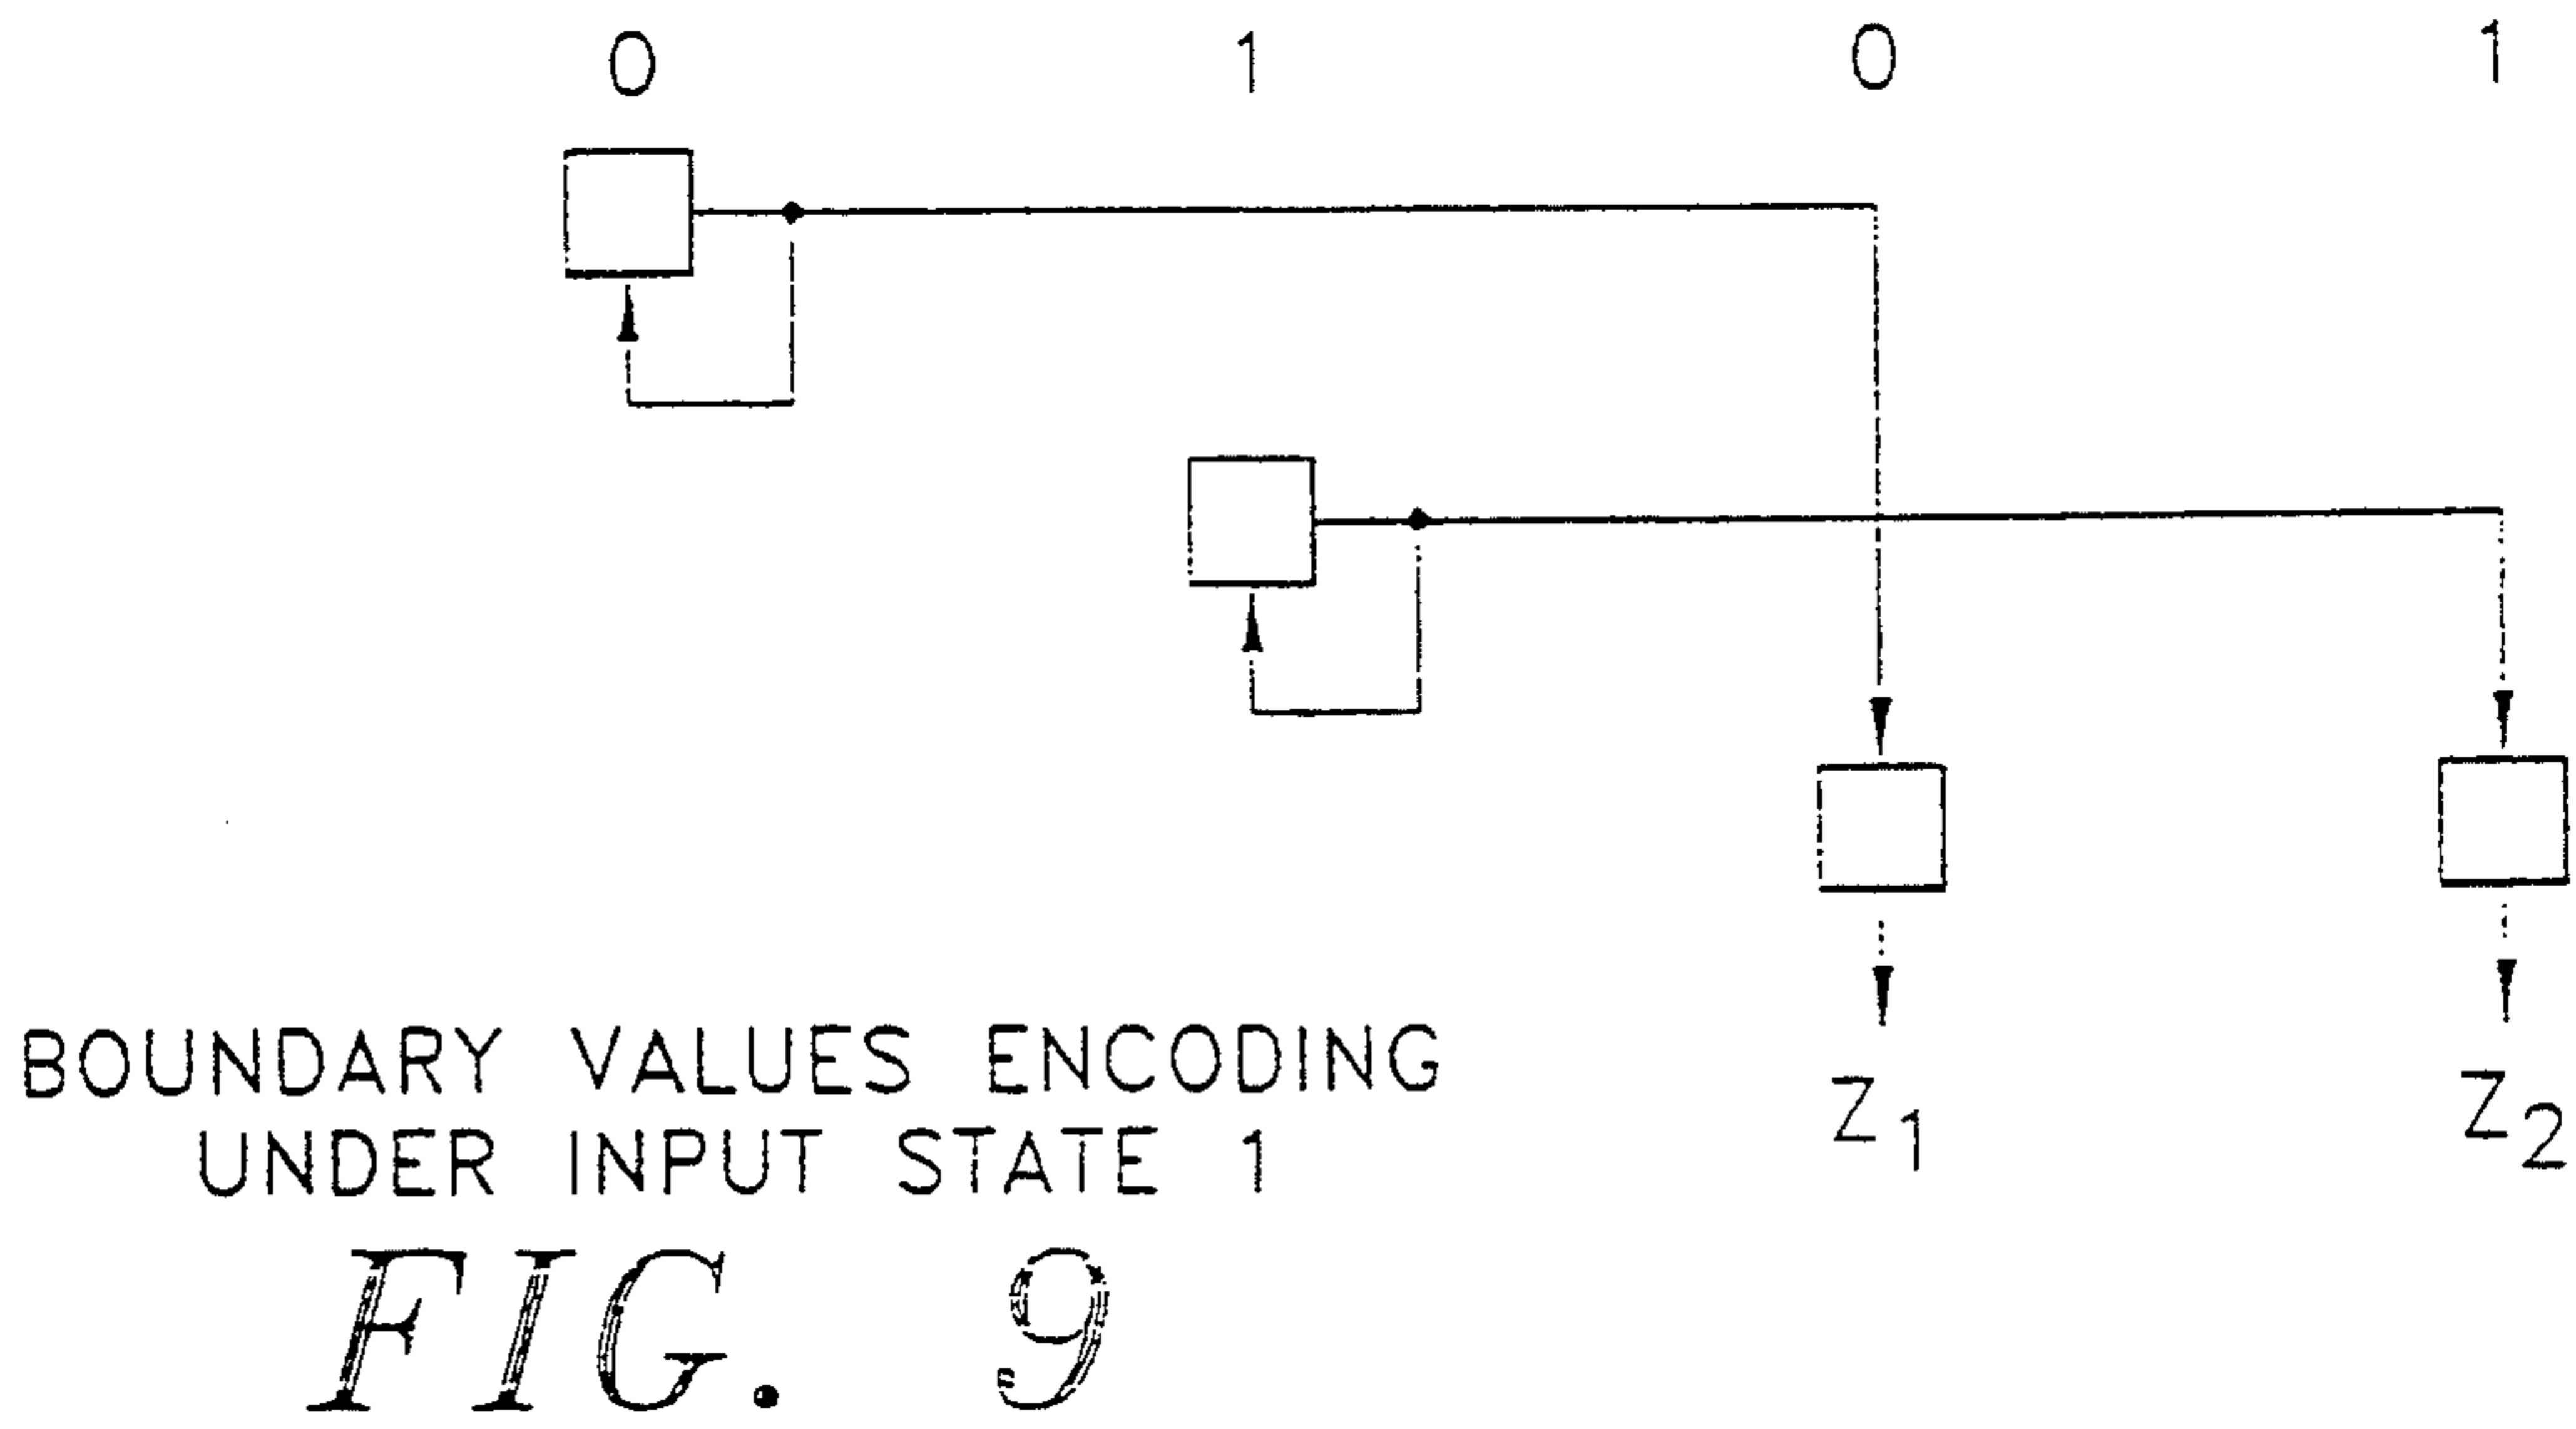 0 1 0 1
Z1 Z2
BOUNDARY VALUES ENCODING
UNDER INPUT STATE 1
FIG. 9